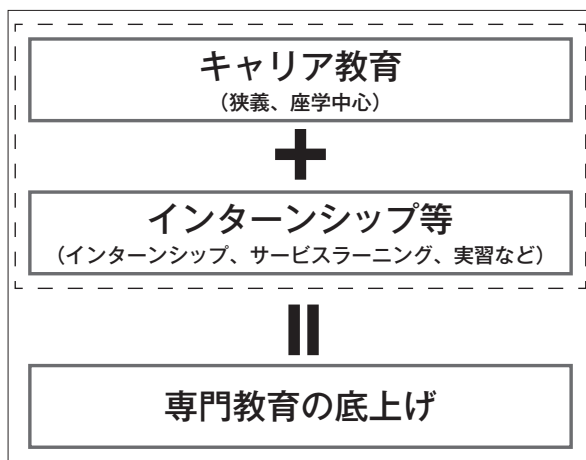 キャリア教育
（狭義、座学中心）
+
インターンシップ等
（インターンシップ、サービスラーニング、実習など）
=
専門教育の底上げ